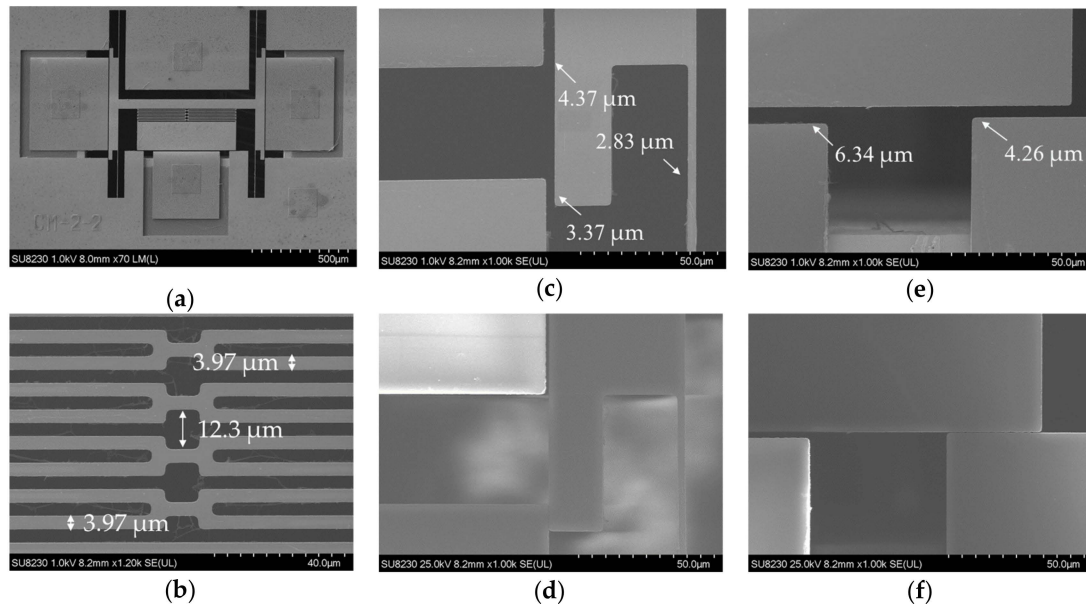 CM-2-2
SU8230 1.0kV 8.0mm x70 LM(L) 500μm
(a)
3.97 μm
12.3 μm
3.97 μm
SU8230 1.0kV 8.2mm x1.20k SE(UL) 40.0μm
(b)
4.37 μm
2.83 μm
3.37 μm
SU8230 1.0kV 8.2mm x1.00k SE(UL) 50.0μm
(c)
SU8230 25.0kV 8.2mm x1.00k SE(UL) 50.0μm
(d)
6.34 μm
4.26 μm
SU8230 1.0kV 8.2mm x1.00k SE(UL) 50.0μm
(e)
SU8230 25.0kV 8.2mm x1.00k SE(UL) 50.0μm
(f)